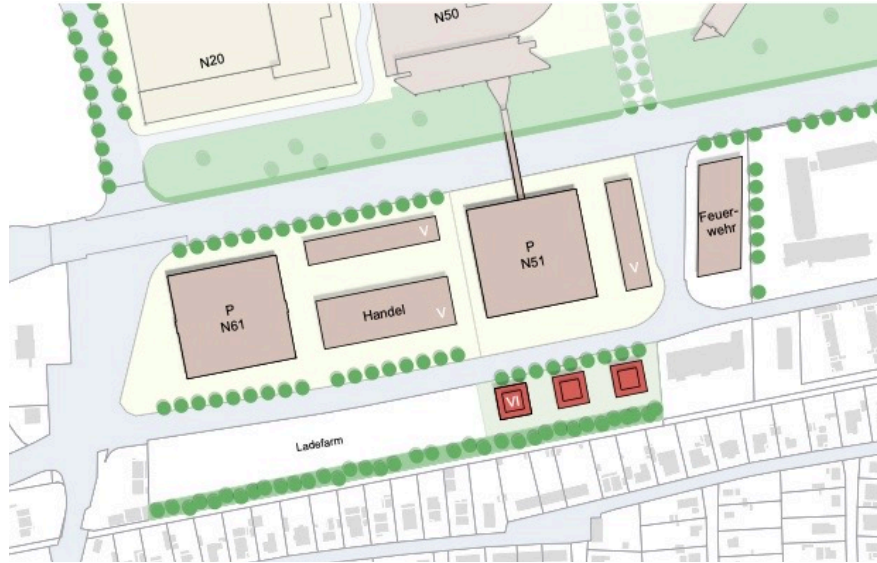 N50
N20
Feuer-
wehr
V
P
N51
V
P
N61
Handel
V
VI
Ladefarm